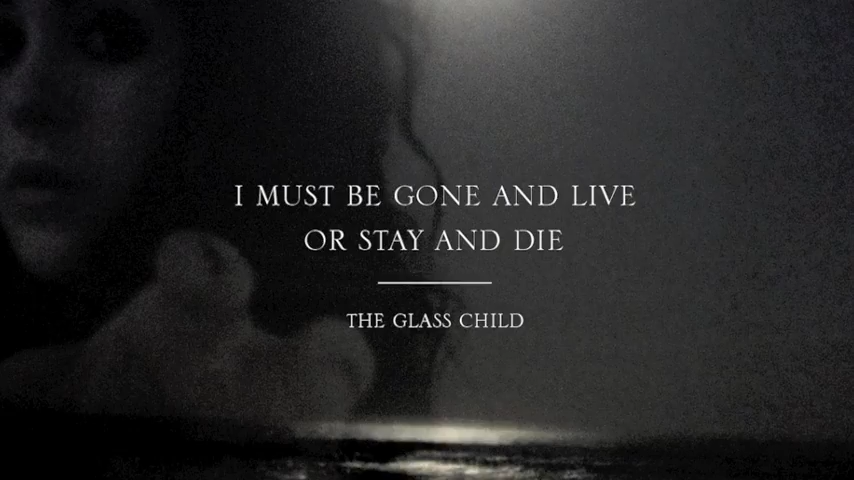 I MUST BE GONE AND LIVE
OR STAY AND DIE
THE GLASS CHILD